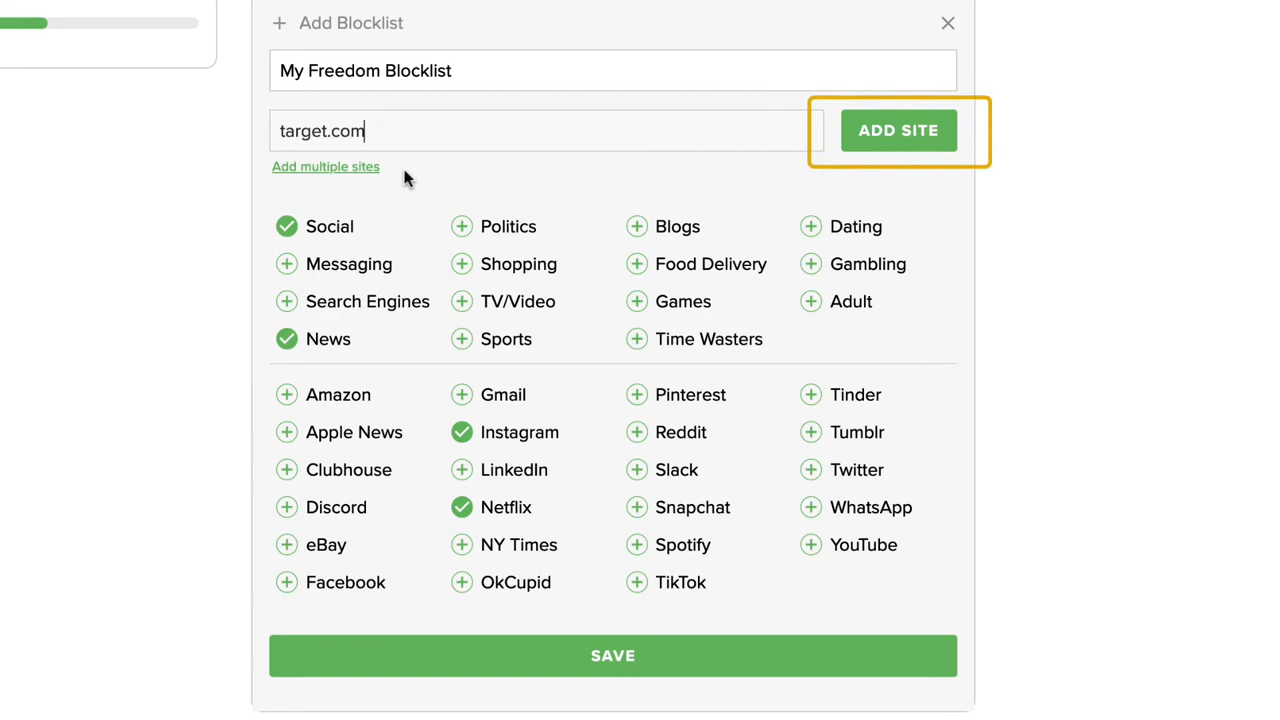 + Add Blocklist ×
My Freedom Blocklist
target.com ADD SITE
Add multiple sites
Social Politics Blogs Dating
Messaging Shopping Food Delivery Gambling
Search Engines TV/Video Games Adult
News Sports Time Wasters
Amazon Gmail Pinterest Tinder
Apple News Instagram Reddit Tumblr
Clubhouse LinkedIn Slack Twitter
Discord Netflix Snapchat WhatsApp
eBay NY Times Spotify YouTube
Facebook OkCupid TikTok
SAVE